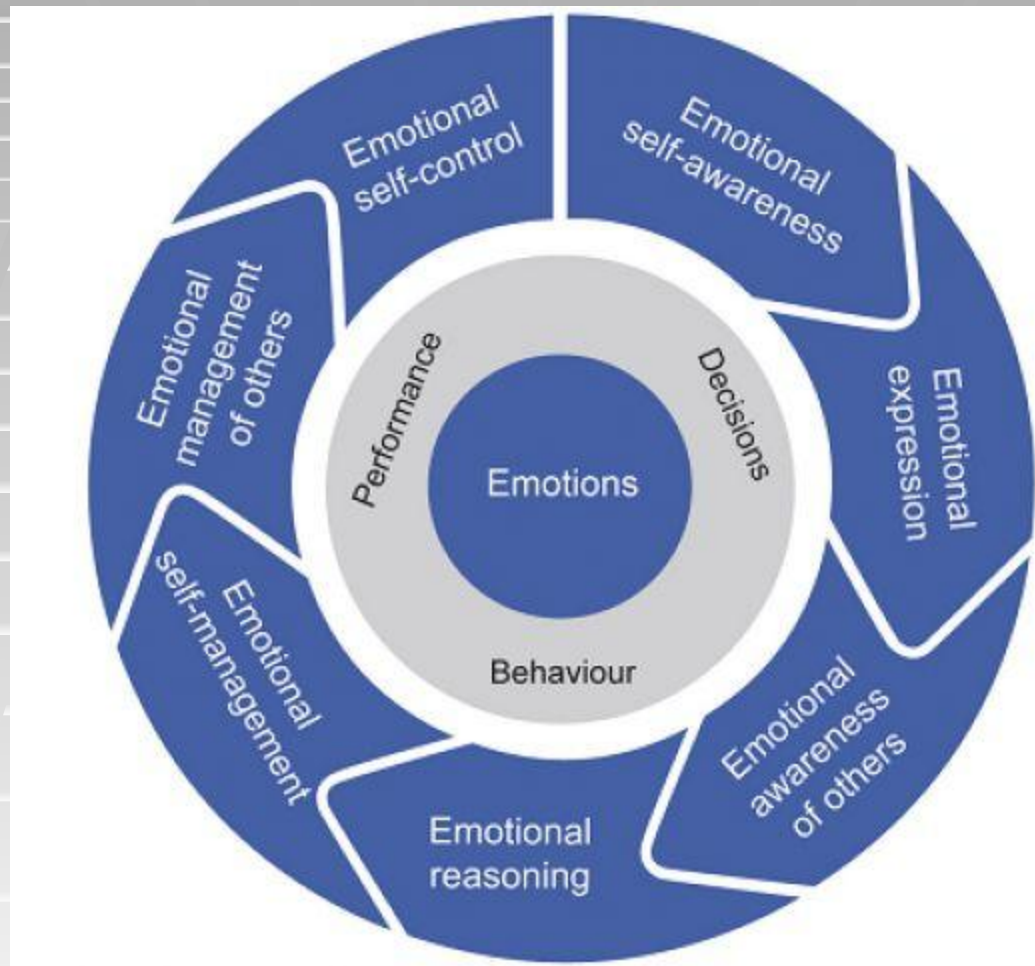 Emotional
self-awareness
Emotional
expression
Emotional
awareness
of others
Emotional
reasoning
Emotional
self-management
Emotional
management
of others
Emotional
self-control
Performance
Decisions
Behaviour
Emotions